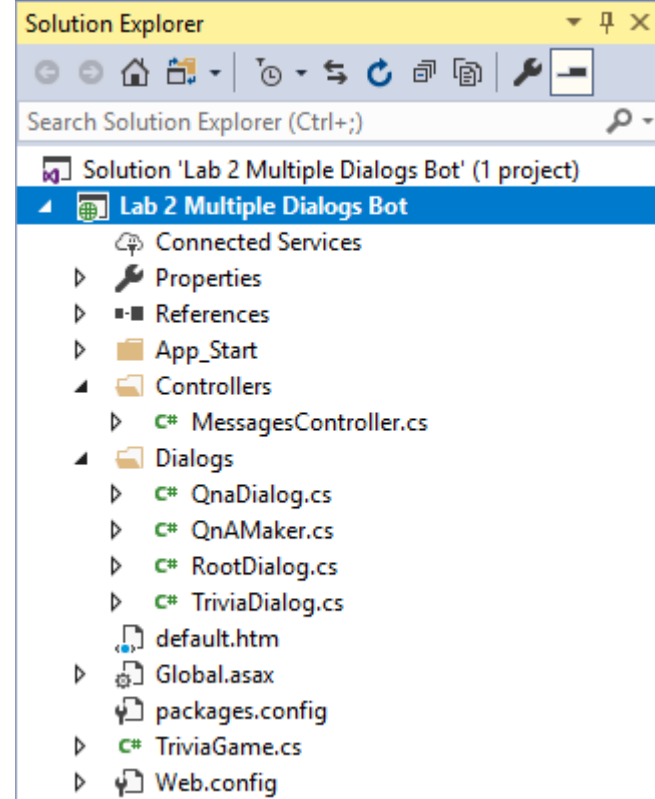 Solution Explorer
Search Solution Explorer (Ctrl+;)
Solution 'Lab 2 Multiple Dialogs Bot' (1 project)
Lab 2 Multiple Dialogs Bot
Connected Services
Properties
References
App_Start
Controllers
C# MessagesController.cs
Dialogs
C# QnaDialog.cs
C# QnAMaker.cs
C# RootDialog.cs
C# TriviaDialog.cs
default.htm
Global.asax
packages.config
C# TriviaGame.cs
Web.config